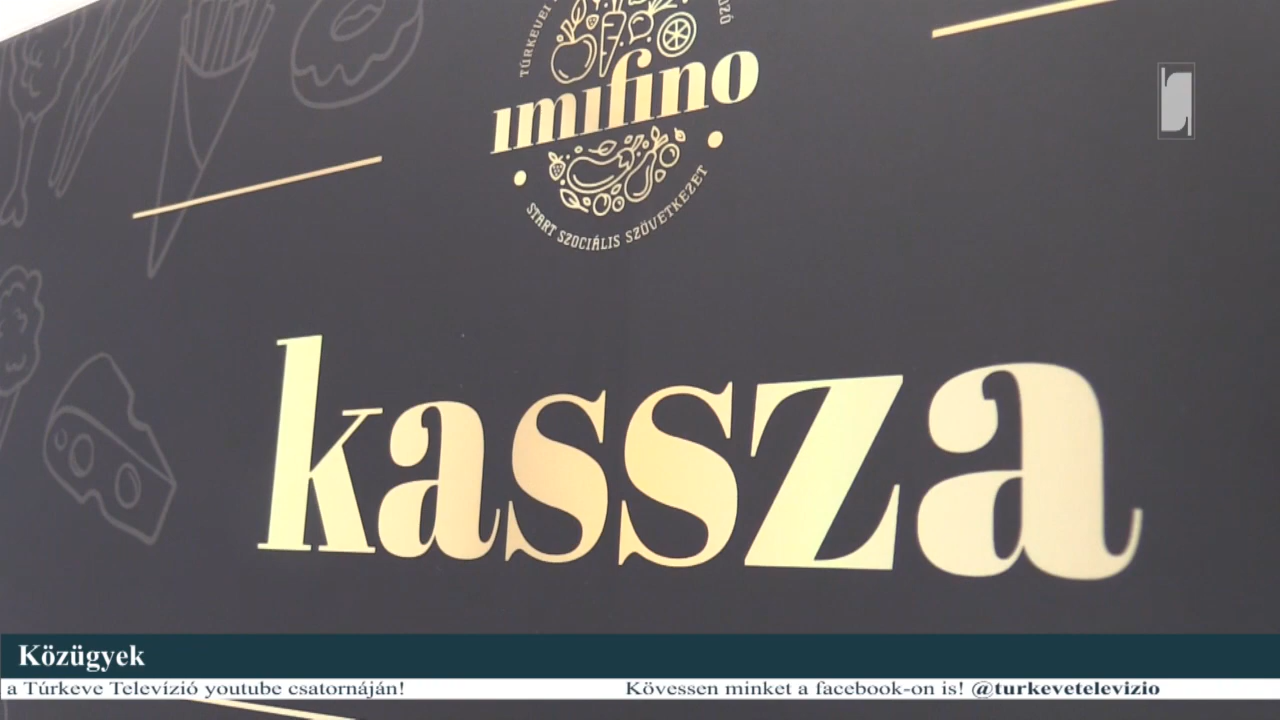 TÚRKEVEI
imifino
START SZOCIÁLIS SZÖVETKEZET
kassza
Közügyek
a Túrkeve Televízió youtube csatornáján! Kövessen minket a facebook-on is! @turkevetelevizio